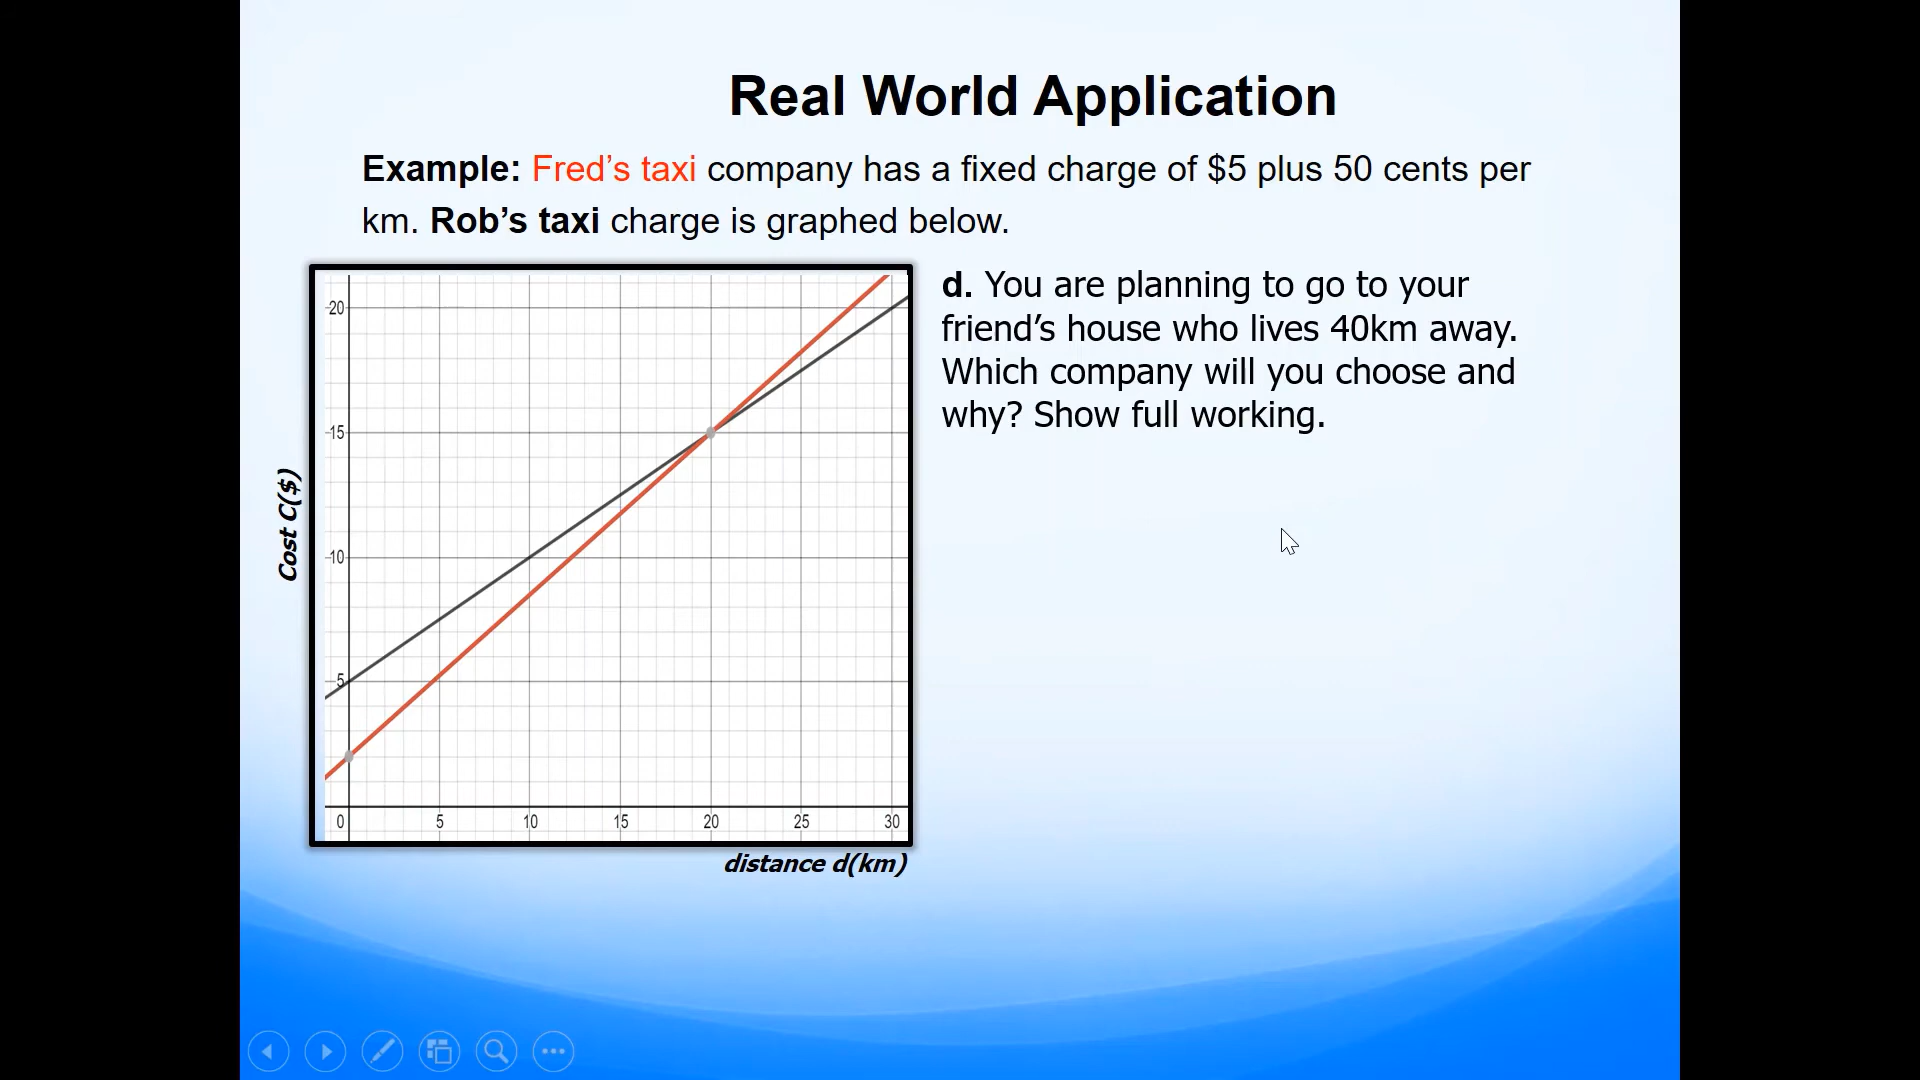 Real World Application
Example: Fred’s taxi company has a fixed charge of $5 plus 50 cents per
km. Rob’s taxi charge is graphed below.
d. You are planning to go to your
friend’s house who lives 40km away.
Which company will you choose and
why? Show full working.
Cost C($)
20
15
10
5
0 5 10 15 20 25 30
distance d(km)